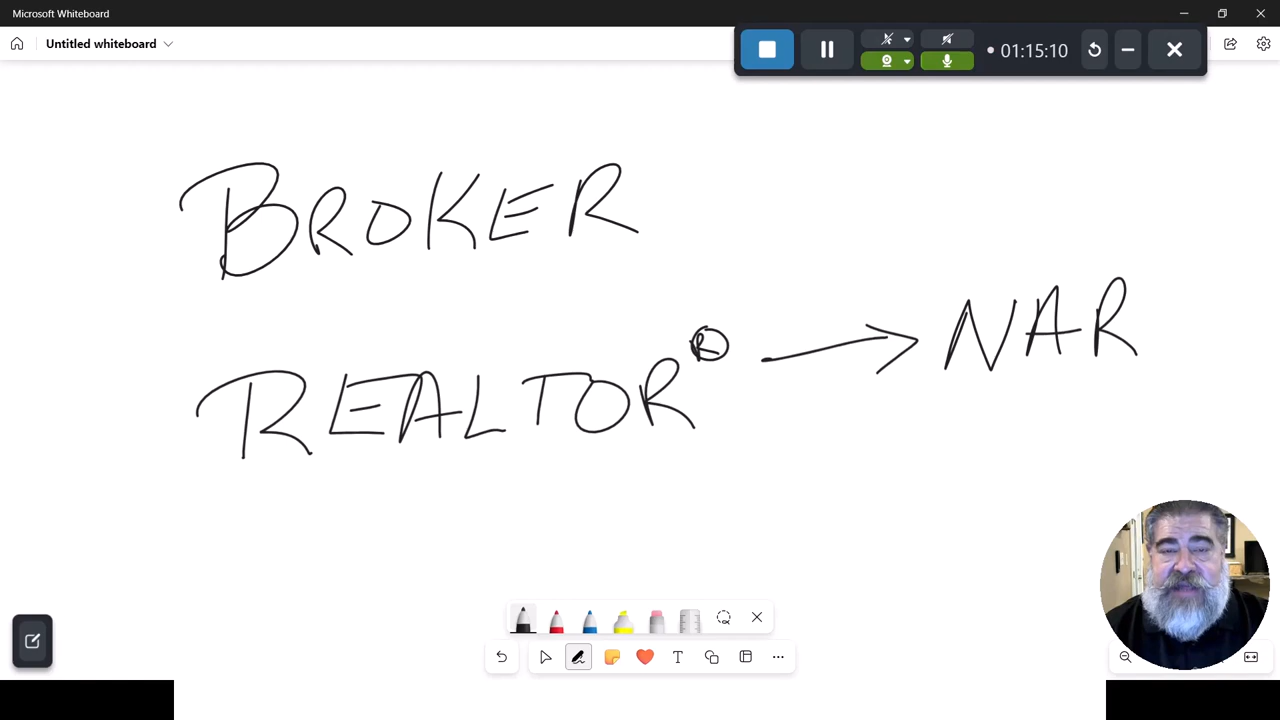 Microsoft Whiteboard
Untitled whiteboard
01:15:10
BROKER
REALTOR® → NAR